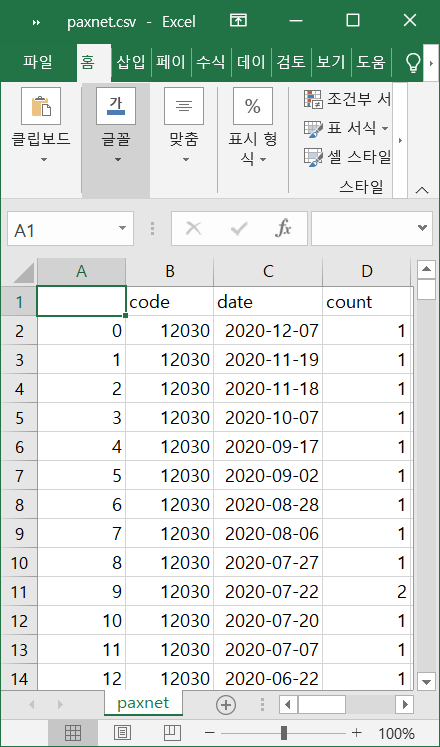 paxnet.csv - Excel
파일 홈 삽입 페이 수식 데이 검토 보기 도움
가 % 조건부 서
클립보드 글꼴 맞춤 표시 형식 표 서식
셀 스타일
스타일
A1 fx
A B C D
1 code date count
2 0 12030 2020-12-07 1
3 1 12030 2020-11-19 1
4 2 12030 2020-11-18 1
5 3 12030 2020-10-07 1
6 4 12030 2020-09-17 1
7 5 12030 2020-09-02 1
8 6 12030 2020-08-28 1
9 7 12030 2020-08-06 1
10 8 12030 2020-07-27 1
11 9 12030 2020-07-22 2
12 10 12030 2020-07-20 1
13 11 12030 2020-07-07 1
14 12 12030 2020-06-22 1
paxnet
100%